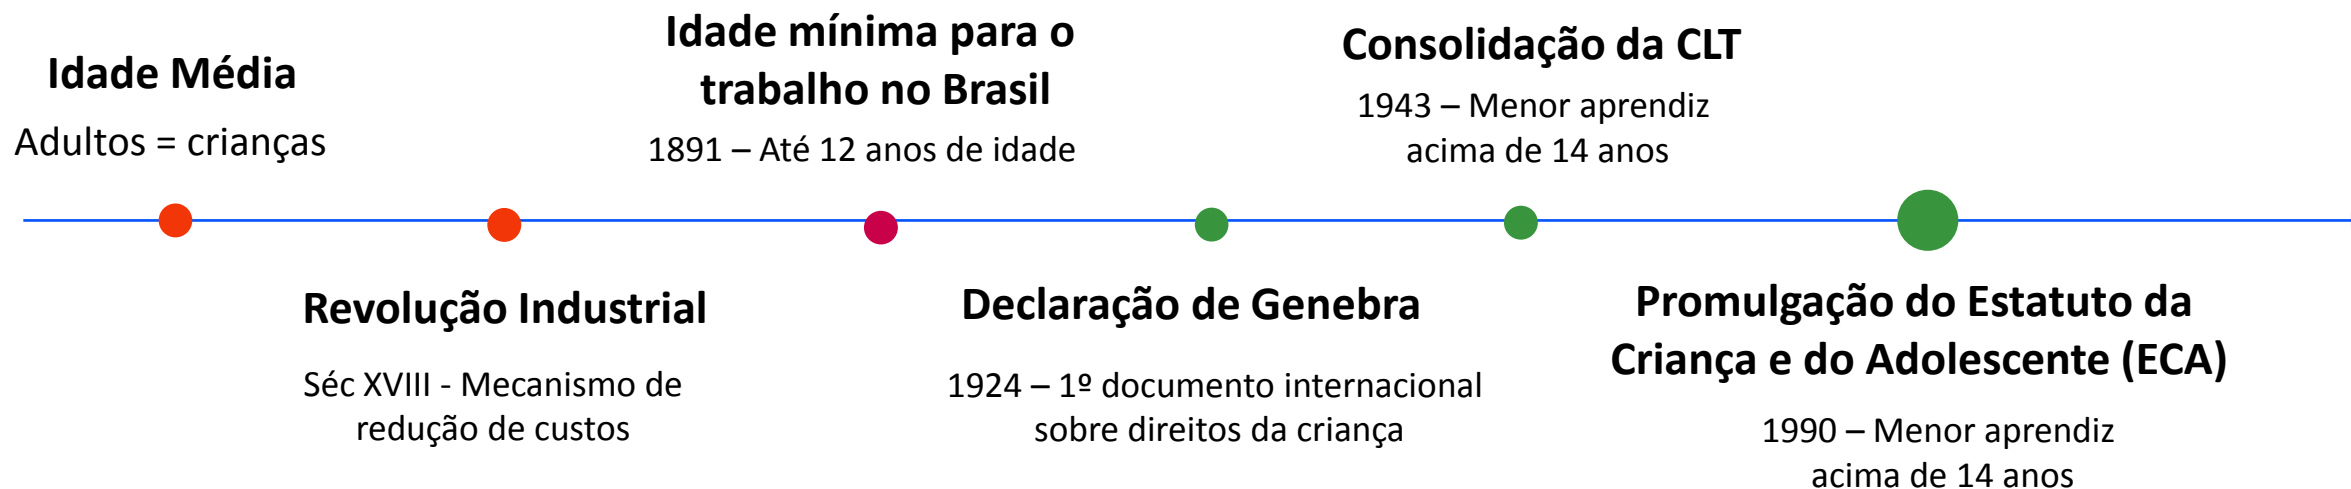 Idade Média
Adultos = crianças
Revolução Industrial
Séc XVIII - Mecanismo de
redução de custos
Idade mínima para o
trabalho no Brasil
1891 – Até 12 anos de idade
Declaração de Genebra
1924 – 1º documento internacional
sobre direitos da criança
Consolidação da CLT
1943 – Menor aprendiz
acima de 14 anos
Promulgação do Estatuto da
Criança e do Adolescente (ECA)
1990 – Menor aprendiz
acima de 14 anos